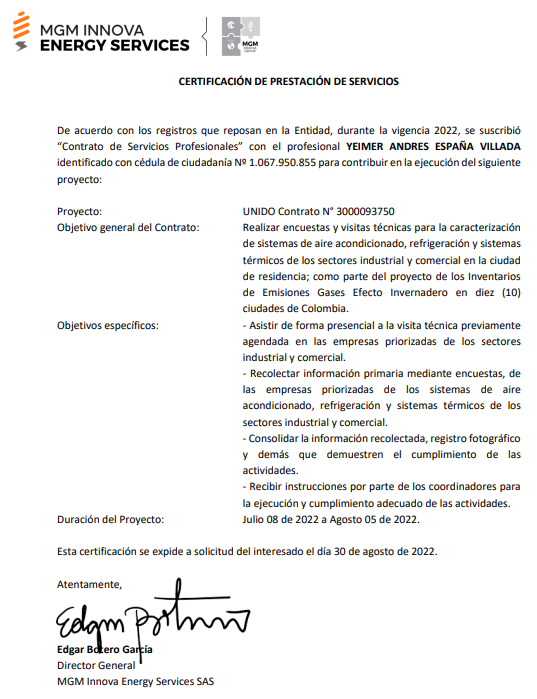 MGM INNOVA
ENERGY SERVICES
MGM
INNOVA
GROUP
CERTIFICACIÓN DE PRESTACIÓN DE SERVICIOS
De acuerdo con los registros que reposan en la Entidad, durante la vigencia 2022, se suscribió
“Contrato de Servicios Profesionales” con el profesional YEIMER ANDRES ESPAÑA VILLADA
identificado con cédula de ciudadanía Nº 1.067.950.855 para contribuir en la ejecución del siguiente
proyecto:
Proyecto: UNIDO Contrato N° 3000093750
Objetivo general del Contrato: Realizar encuestas y visitas técnicas para la caracterización
de sistemas de aire acondicionado, refrigeración y sistemas
térmicos de los sectores industrial y comercial en la ciudad
de residencia; como parte del proyecto de los Inventarios
de Emisiones Gases Efecto Invernadero en diez (10)
ciudades de Colombia.
Objetivos específicos: - Asistir de forma presencial a la visita técnica previamente
agendada en las empresas priorizadas de los sectores
industrial y comercial.
- Recolectar información primaria mediante encuestas, de
las empresas priorizadas de los sistemas de aire
acondicionado, refrigeración y sistemas térmicos de los
sectores industrial y comercial.
- Consolidar la información recolectada, registro fotográfico
y demás que demuestren el cumplimiento de las
actividades.
- Recibir instrucciones por parte de los coordinadores para
la ejecución y cumplimiento adecuado de las actividades.
Duración del Proyecto: Julio 08 de 2022 a Agosto 05 de 2022.
Esta certificación se expide a solicitud del interesado el día 30 de agosto de 2022.
Atentamente,
Edgar Botero García
Director General
MGM Innova Energy Services SAS